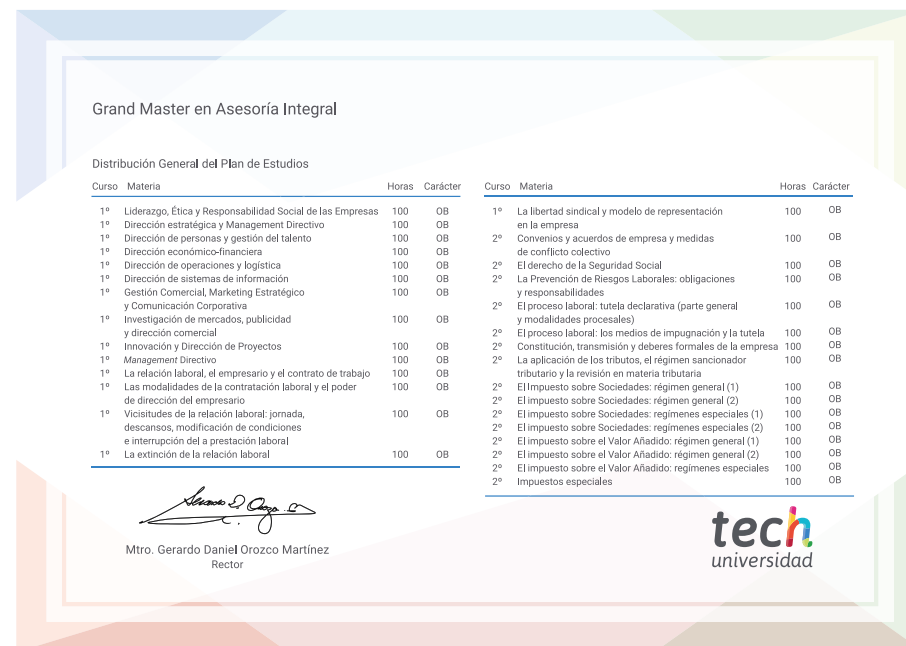 Grand Master en Asesoría Integral
Distribución General del Plan de Estudios
Curso Materia Horas Carácter
1º Liderazgo, Ética y Responsabilidad Social de las Empresas 100 OB
1º Dirección estratégica y Management Directivo 100 OB
1º Dirección de personas y gestión del talento 100 OB
1º Dirección económico-financiera 100 OB
1º Dirección de operaciones y logística 100 OB
1º Dirección de sistemas de información 100 OB
1º Gestión Comercial, Marketing Estratégico 100 OB
y Comunicación Corporativa
1º Investigación de mercados, publicidad 100 OB
y dirección comercial
1º Innovación y Dirección de Proyectos 100 OB
1º Management Directivo 100 OB
1º La relación laboral, el empresario y el contrato de trabajo 100 OB
1º Las modalidades de la contratación laboral y el poder 100 OB
de dirección del empresario
1º Vicisitudes de la relación laboral: jornada, 100 OB
descansos, modificación de condiciones
e interrupción del a prestación laboral
1º La extinción de la relación laboral 100 OB
Curso Materia Horas Carácter
1º La libertad sindical y modelo de representación 100 OB
en la empresa
2º Convenios y acuerdos de empresa y medidas 100 OB
de conflicto colectivo
2º El derecho de la Seguridad Social 100 OB
2º La Prevención de Riesgos Laborales: obligaciones 100 OB
y responsabilidades
2º El proceso laboral: tutela declarativa (parte general 100 OB
y modalidades procesales)
2º El proceso laboral: los medios de impugnación y la tutela 100 OB
2º Constitución, transmisión y deberes formales de la empresa 100 OB
2º La aplicación de los tributos, el régimen sancionador 100 OB
tributario y la revisión en materia tributaria
2º El Impuesto sobre Sociedades: régimen general (1) 100 OB
2º El impuesto sobre Sociedades: régimen general (2) 100 OB
2º El impuesto sobre Sociedades: regímenes especiales (1) 100 OB
2º El impuesto sobre Sociedades: regímenes especiales (2) 100 OB
2º El impuesto sobre el Valor Añadido: régimen general (1) 100 OB
2º El impuesto sobre el Valor Añadido: régimen general (2) 100 OB
2º El impuesto sobre el Valor Añadido: regímenes especiales 100 OB
2º Impuestos especiales 100 OB
Mtro. Gerardo Daniel Orozco Martínez
Rector
tech
universidad